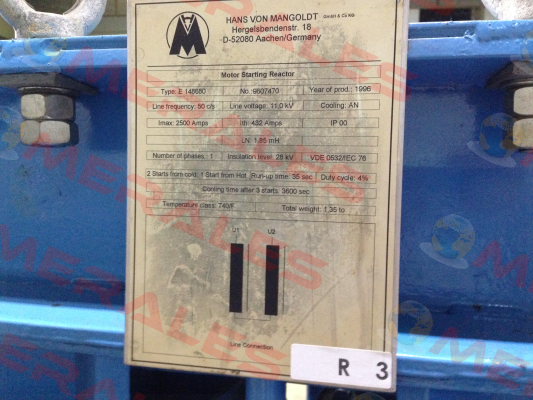 HANS VON MANGOLDT GmbH & Co KG
Hergelsbendenstr. 18
D-52080 Aachen/Germany
M
Motor Starting Reactor
Type: E 148680 No.:9607470 Year of prod.: 1996
Line frequency: 50 c/s Line voltage: 11,0 kV Cooling: AN
Imax: 2500 Amps Ith: 432 Amps IP 00
LN: 1,85 mH
Number of phases: 1 Insulation level: 28 kV VDE 0532/IEC 76
2 Starts from cold, 1 Start from Hot Run-up time: 35 sec Duty cycle: 4%
Cooling time after 3 starts: 3600 sec
Temperature class: T40/F Total weight: 1,35 to
U1 U2
Line Connection
R 3
OMERALES